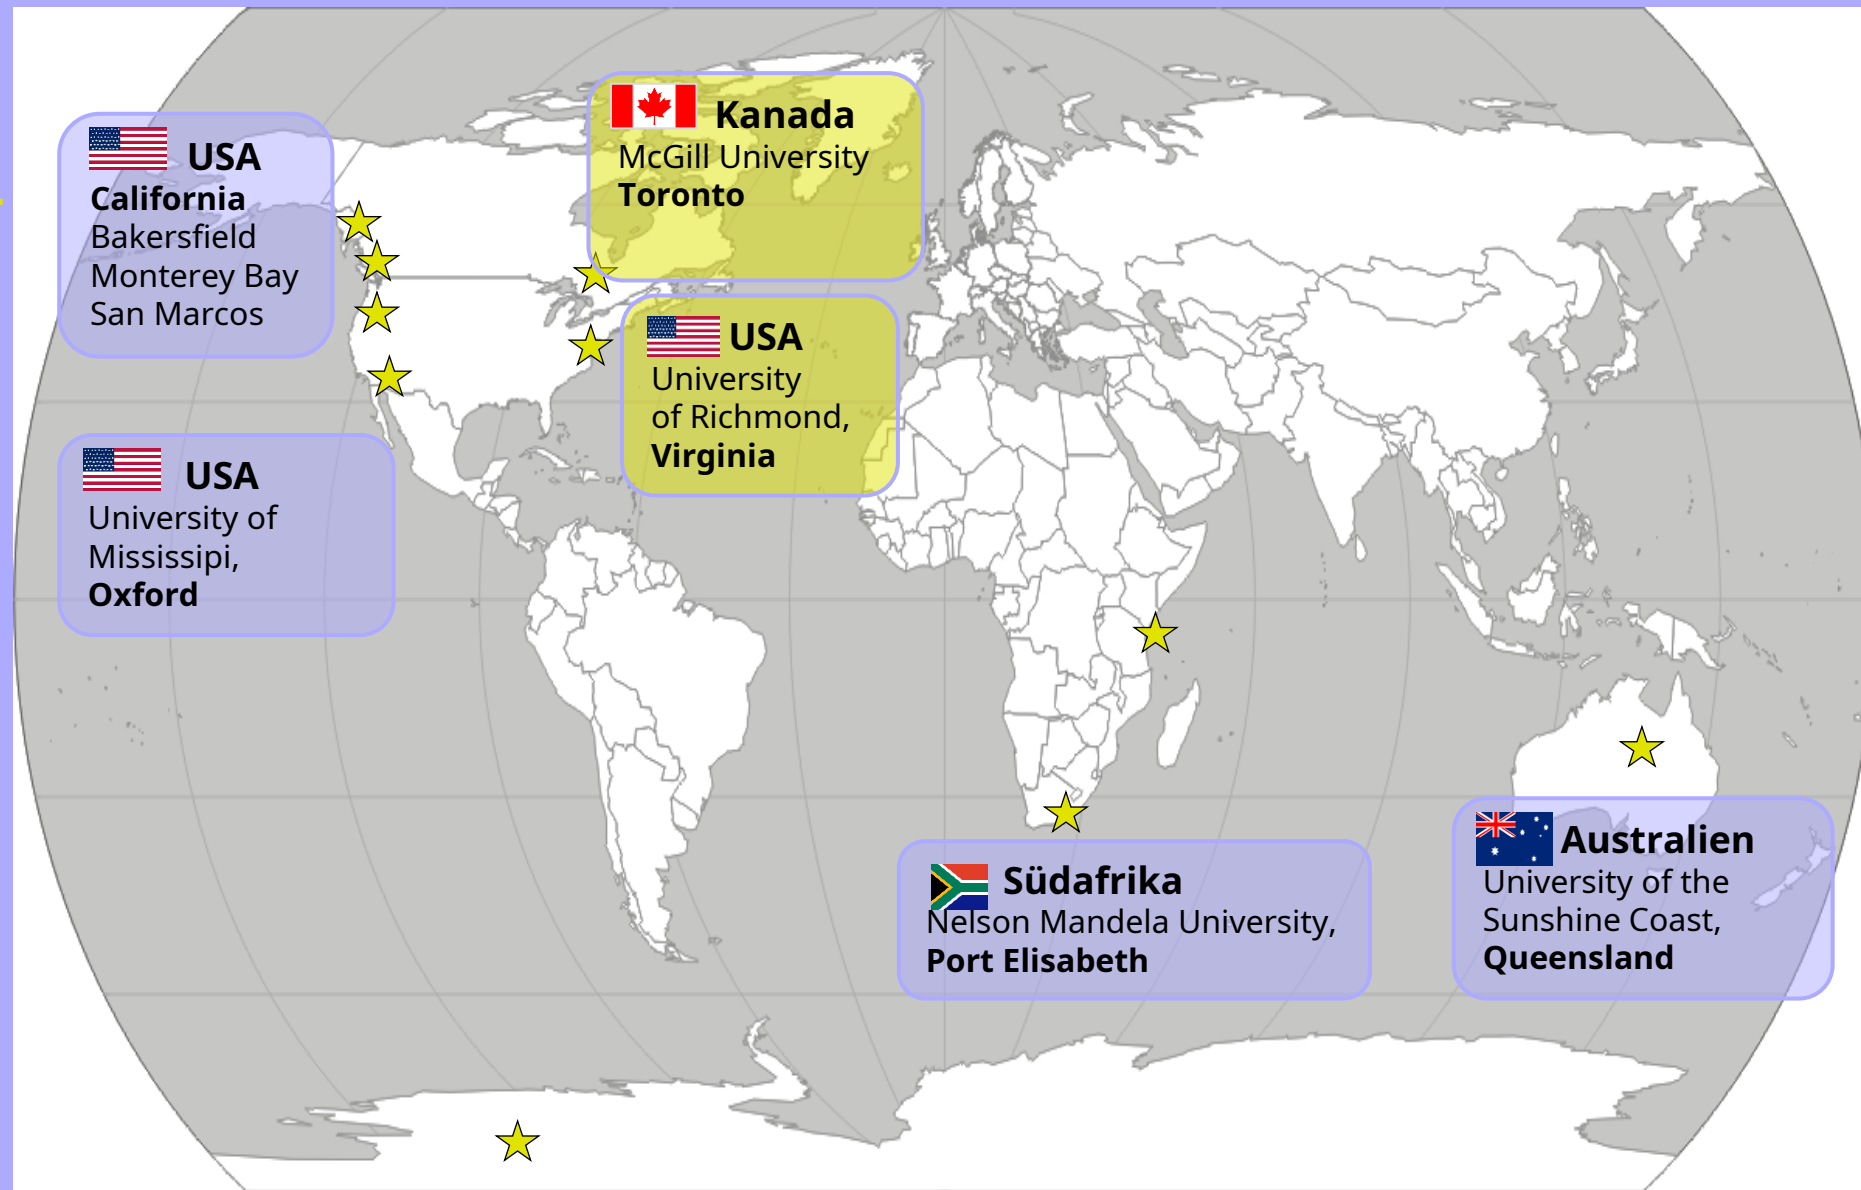 USA
California
Bakersfield
Monterey Bay
San Marcos
Kanada
McGill University
Toronto
USA
University
of Richmond,
Virginia
USA
University of
Mississipi,
Oxford
Südafrika
Nelson Mandela University,
Port Elisabeth
Australien
University of the
Sunshine Coast,
Queensland